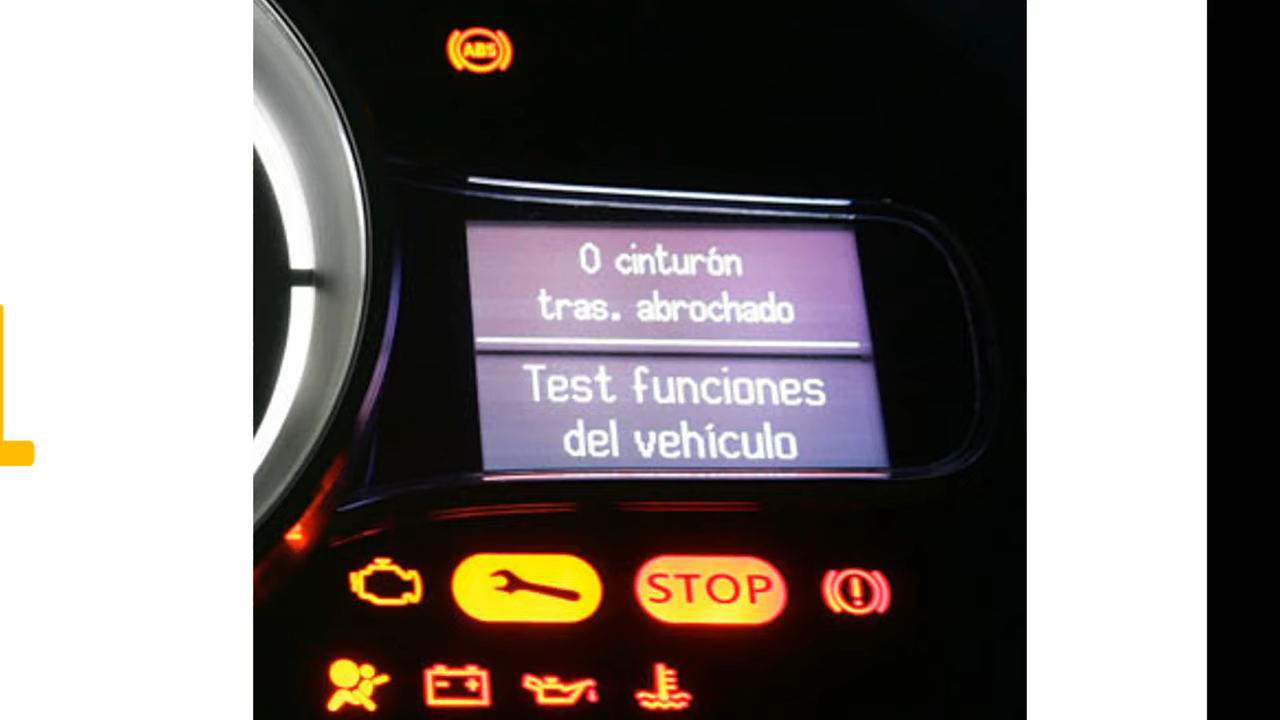 ABS
0 cinturón
tras. abrochado
Test funciones
del vehículo
STOP